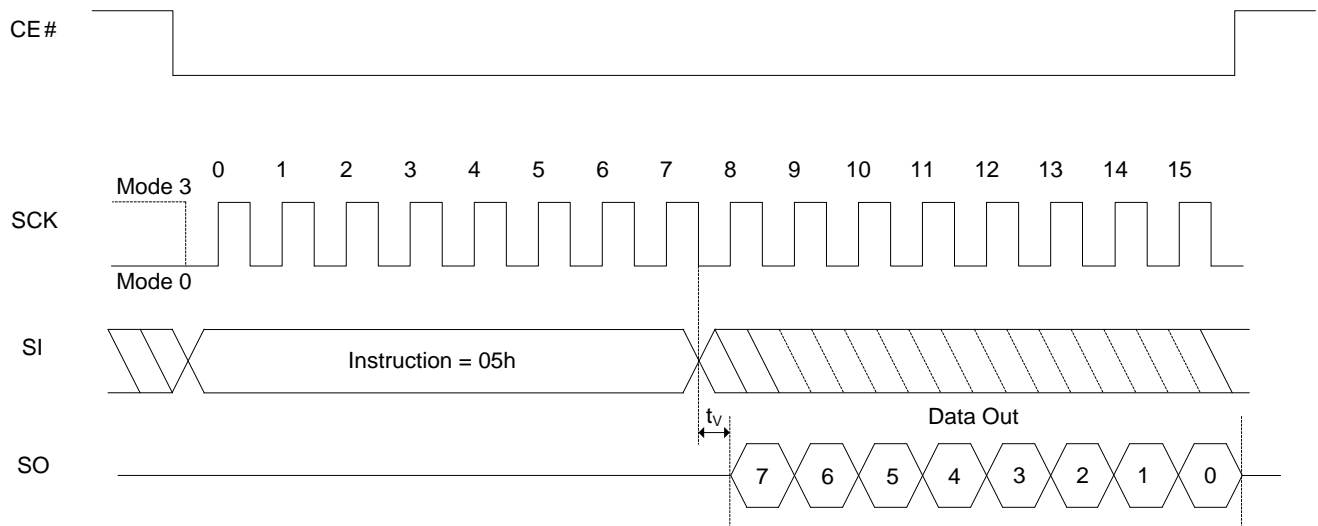 CE#
0 1 2 3 4 5 6 7 8 9 10 11 12 13 14 15
Mode 3
SCK
Mode 0
SI
Instruction = 05h
tV
Data Out
SO
7 6 5 4 3 2 1 0